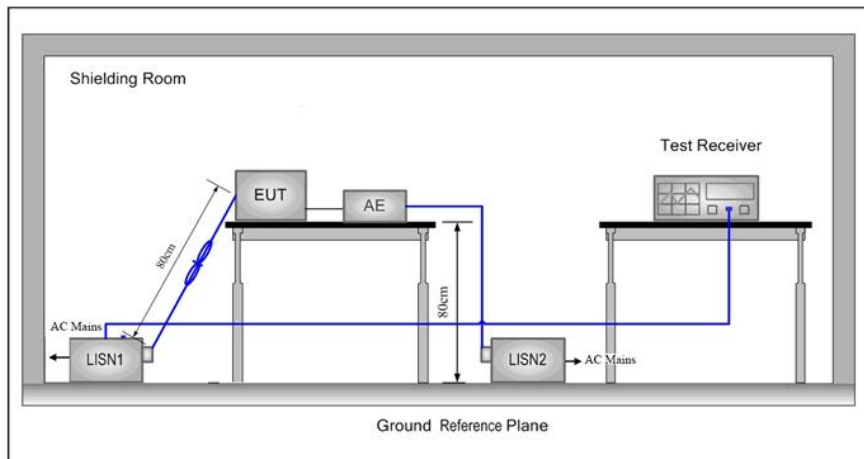 Shielding Room
Test Receiver
EUT
AE
80cm
80cm
AC Mains
LISN1
LISN2
AC Mains
Ground Reference Plane